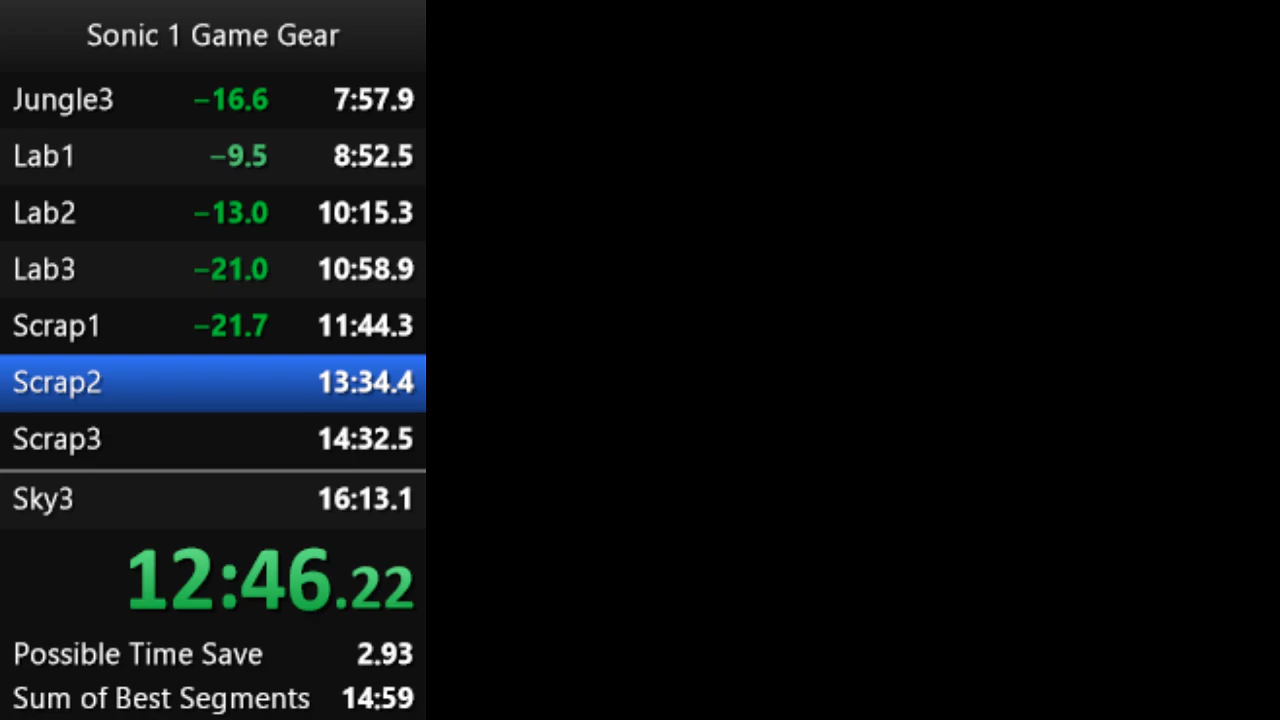 Sonic 1 Game Gear
Jungle3 −16.6 7:57.9
Lab1 −9.5 8:52.5
Lab2 −13.0 10:15.3
Lab3 −21.0 10:58.9
Scrap1 −21.7 11:44.3
Scrap2 13:34.4
Scrap3 14:32.5
Sky3 16:13.1
12:46.22
Possible Time Save 2.93
Sum of Best Segments 14:59